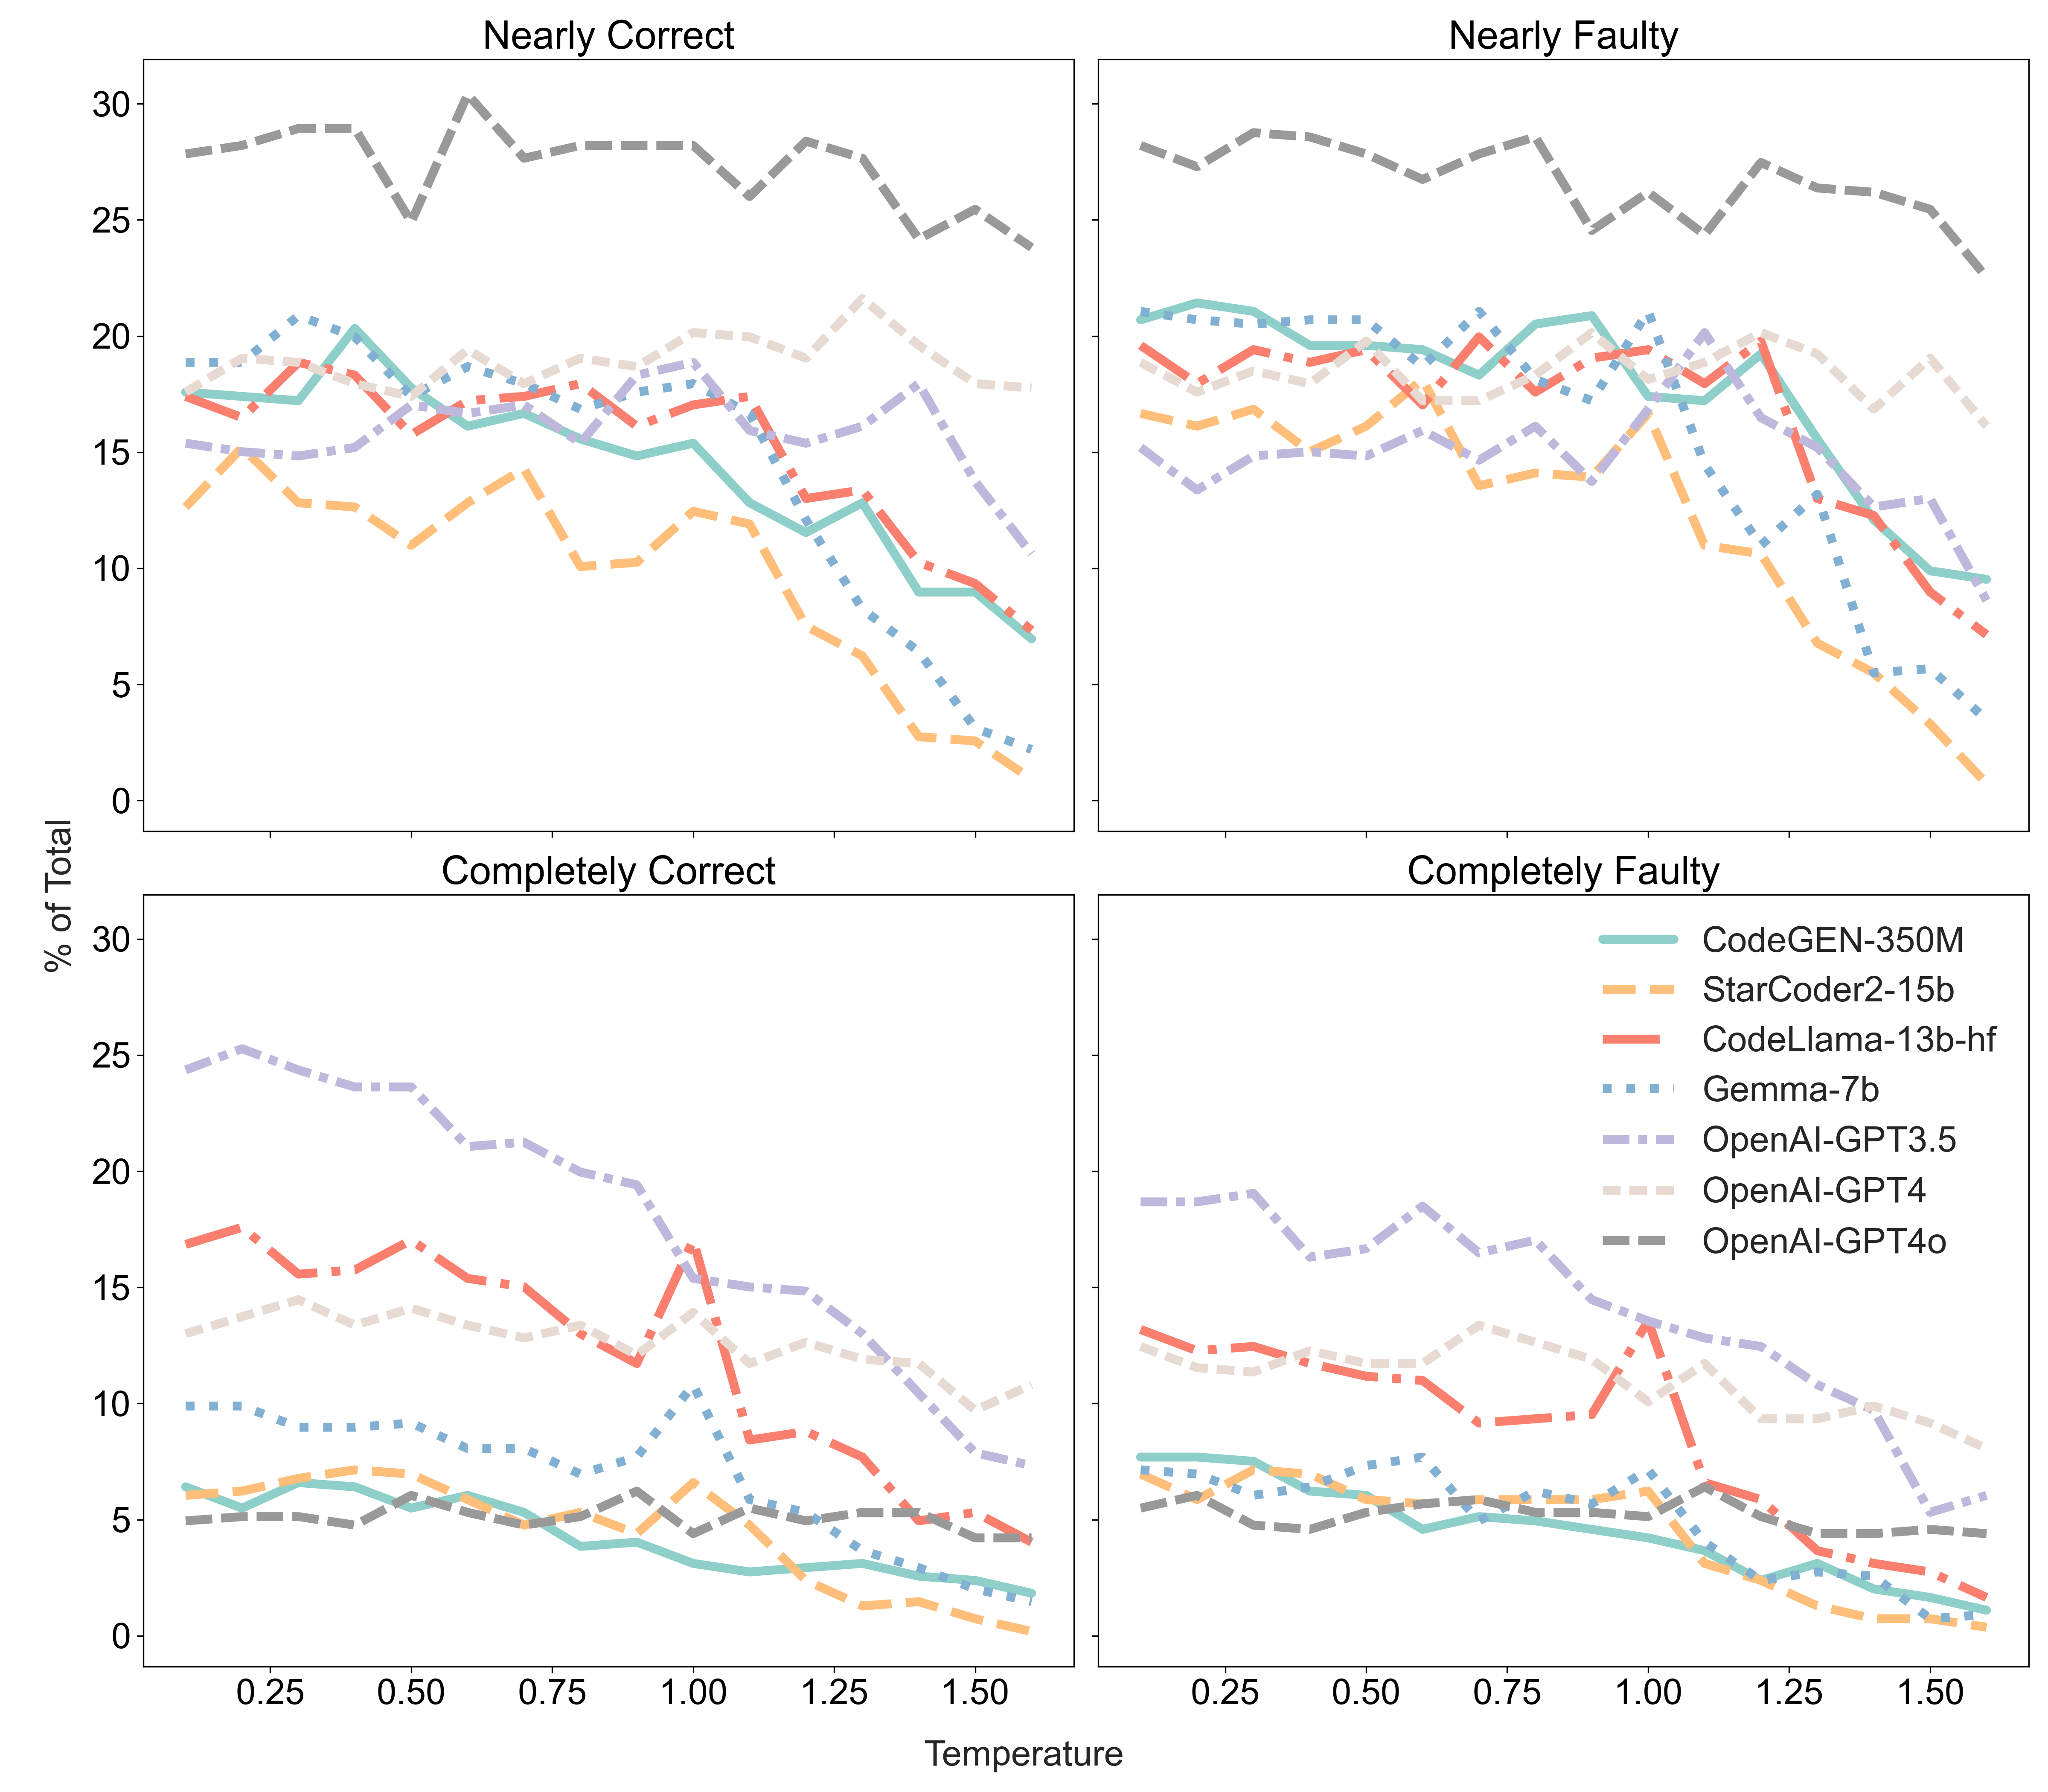 Nearly Correct
Nearly Faulty
30
25
20
15
10
5
0
% of Total
Completely Correct
Completely Faulty
30
25
20
15
10
5
0
CodeGEN-350M
StarCoder2-15b
CodeLlama-13b-hf
Gemma-7b
OpenAI-GPT3.5
OpenAI-GPT4
OpenAI-GPT4o
0.25 0.50 0.75 1.00 1.25 1.50
0.25 0.50 0.75 1.00 1.25 1.50
Temperature